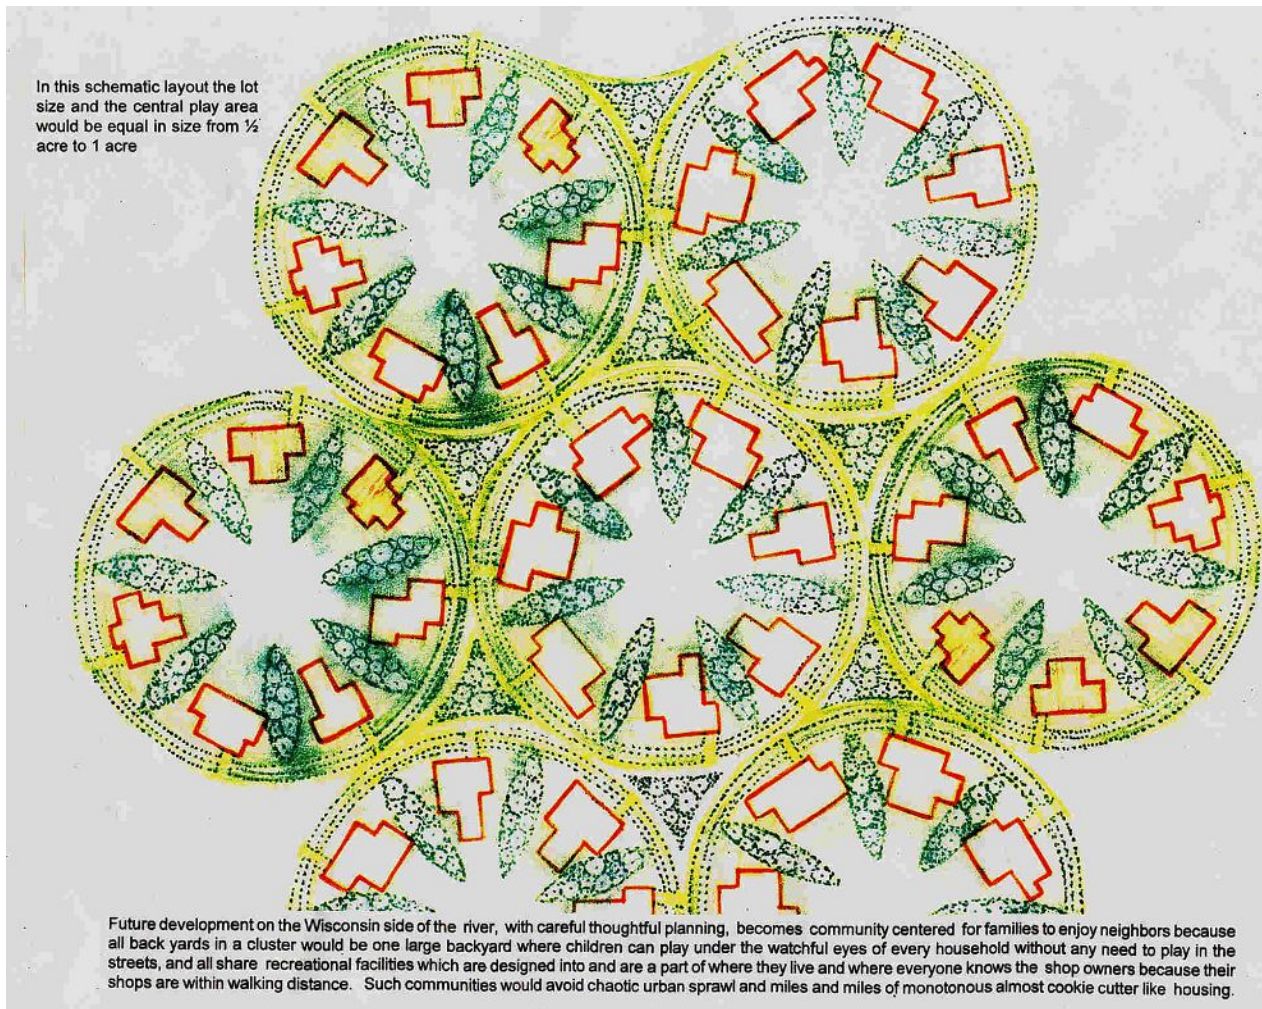 In this schematic layout the lot
size and the central play area
would be equal in size from ½
acre to 1 acre
Future development on the Wisconsin side of the river, with careful thoughtful planning, becomes community centered for families to enjoy neighbors because
all back yards in a cluster would be one large backyard where children can play under the watchful eyes of every household without any need to play in the
streets, and all share recreational facilities which are designed into and are a part of where they live and where everyone knows the shop owners because their
shops are within walking distance. Such communities would avoid chaotic urban sprawl and miles and miles of monotonous almost cookie cutter like housing.